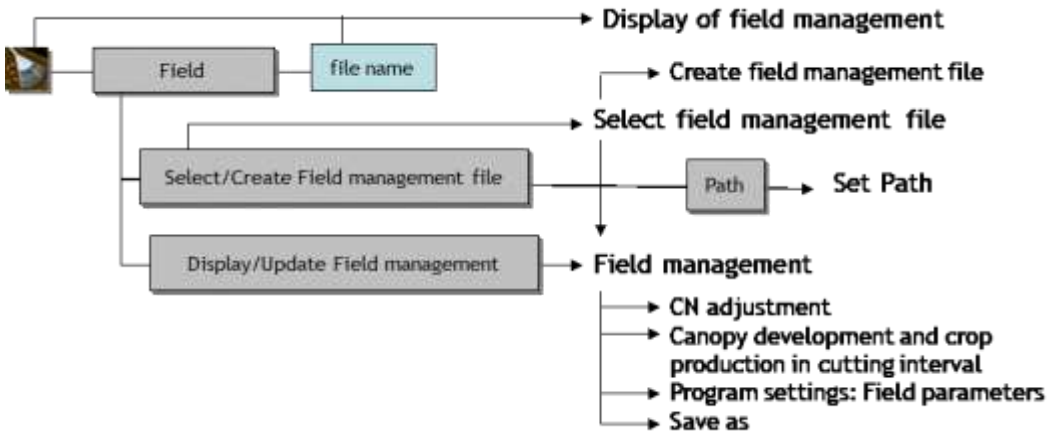 Display of field management
Field
file name
Create field management file
Select field management file
Select/Create Field management file
Path
Set Path
Display/Update Field management
Field management
CN adjustment
Canopy development and crop
production in cutting interval
Program settings: Field parameters
Save as